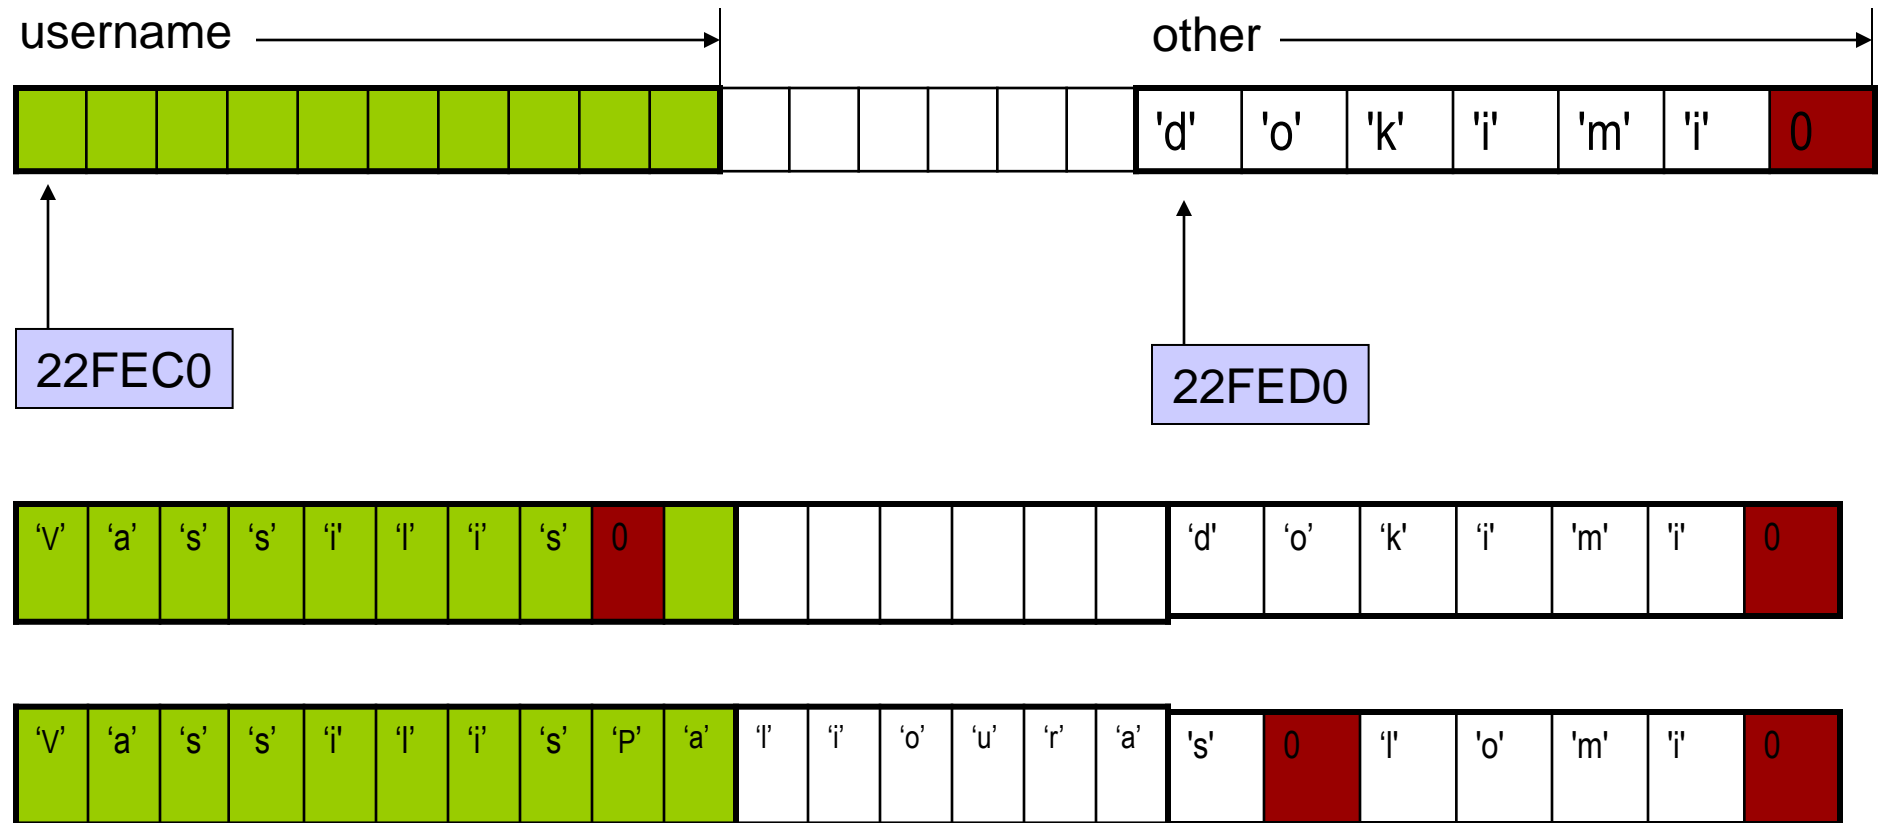 username other
'd' 'o' 'k' 'i' 'm' 'i' 0
22FEC0 22FED0
‘V’ ‘a’ ‘s’ ‘s’ ‘i' ‘l’ ‘i’ ‘s’ 0 ‘d' ‘o’ ‘k' ‘i’ 'm' 'i' 0
‘V’ ‘a’ ‘s’ ‘s’ ‘i' ‘l’ ‘i’ ‘s’ ‘P’ ‘a’ ‘l’ ‘i’ ‘o’ ‘u’ ‘r’ ‘a’ 's' 0 ‘l' 'o' 'm' 'i' 0